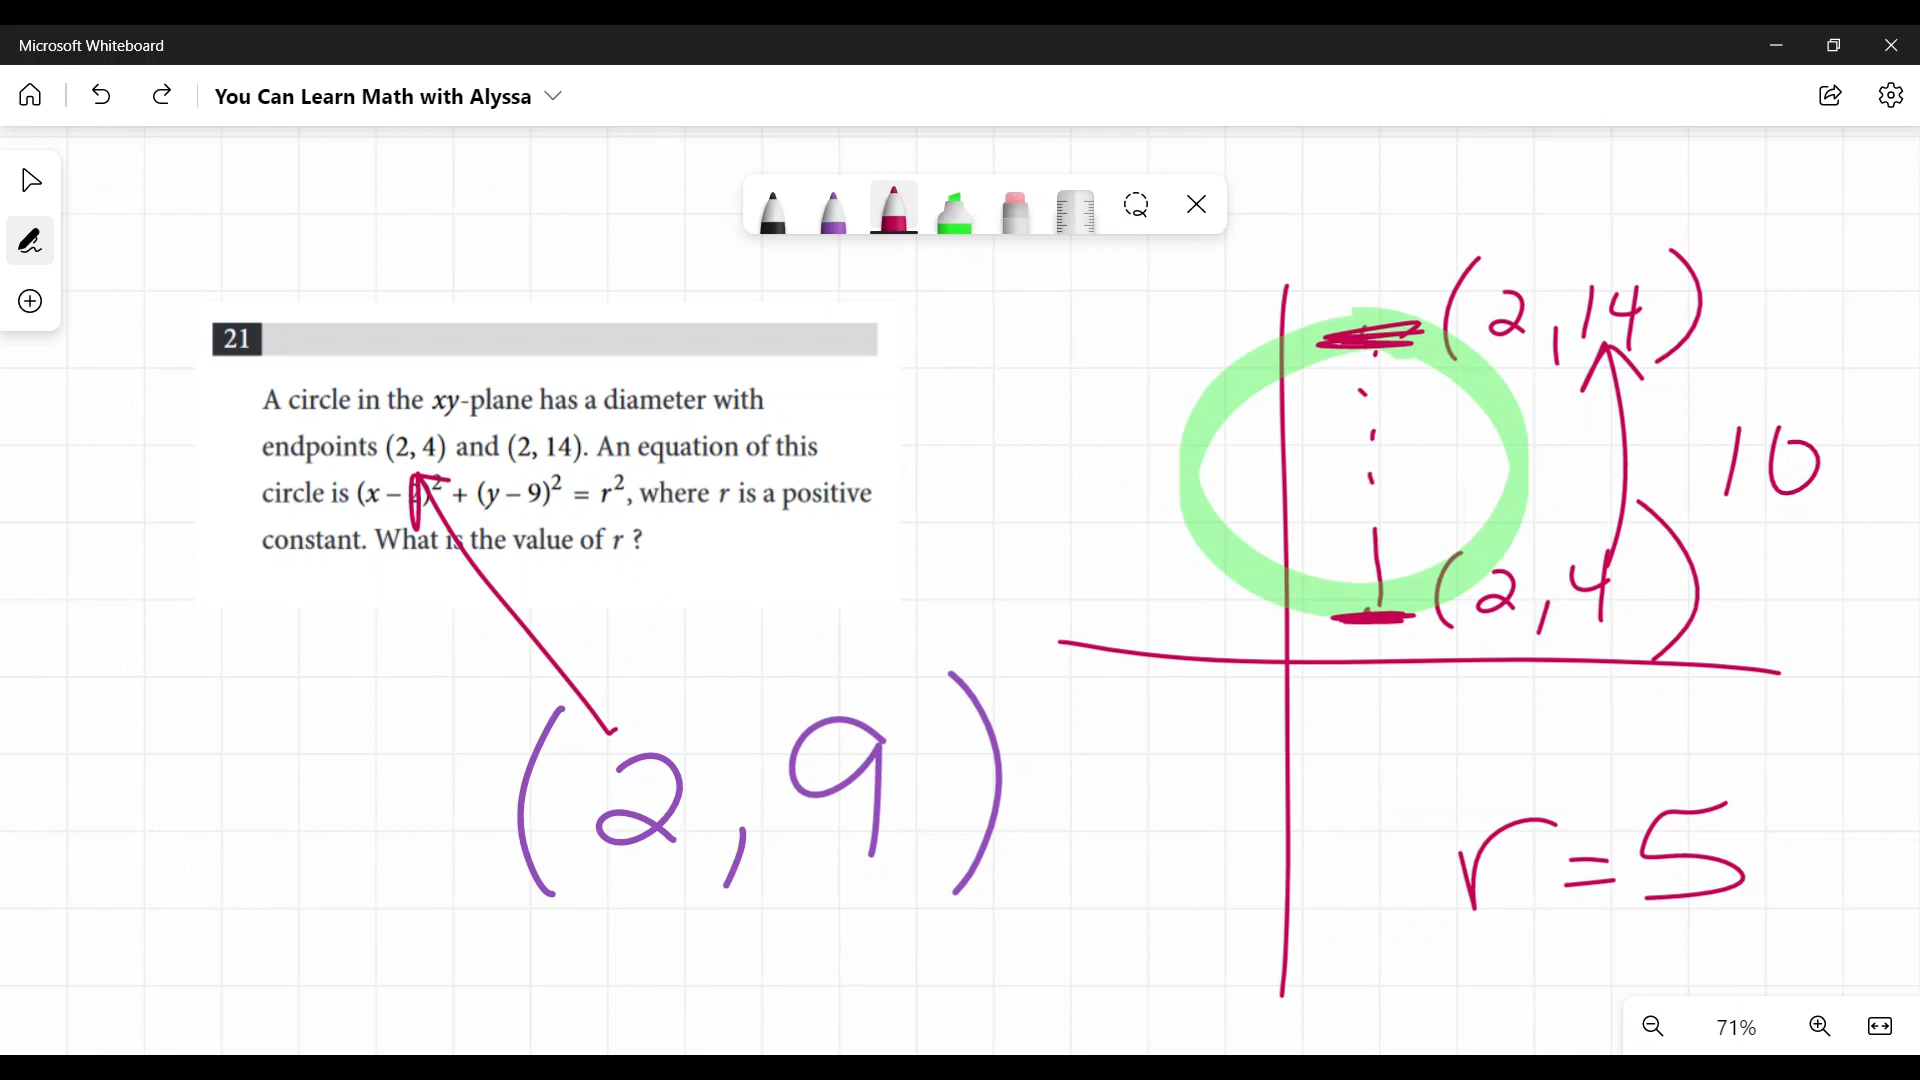 Microsoft Whiteboard
You Can Learn Math with Alyssa
21
A circle in the xy-plane has a diameter with
endpoints (2, 4) and (2, 14). An equation of this
circle is (x – 2)² + (y – 9)² = r², where r is a positive
constant. What is the value of r ?
(2,14)
10
(2,4)
(2,9)
r=5
71%